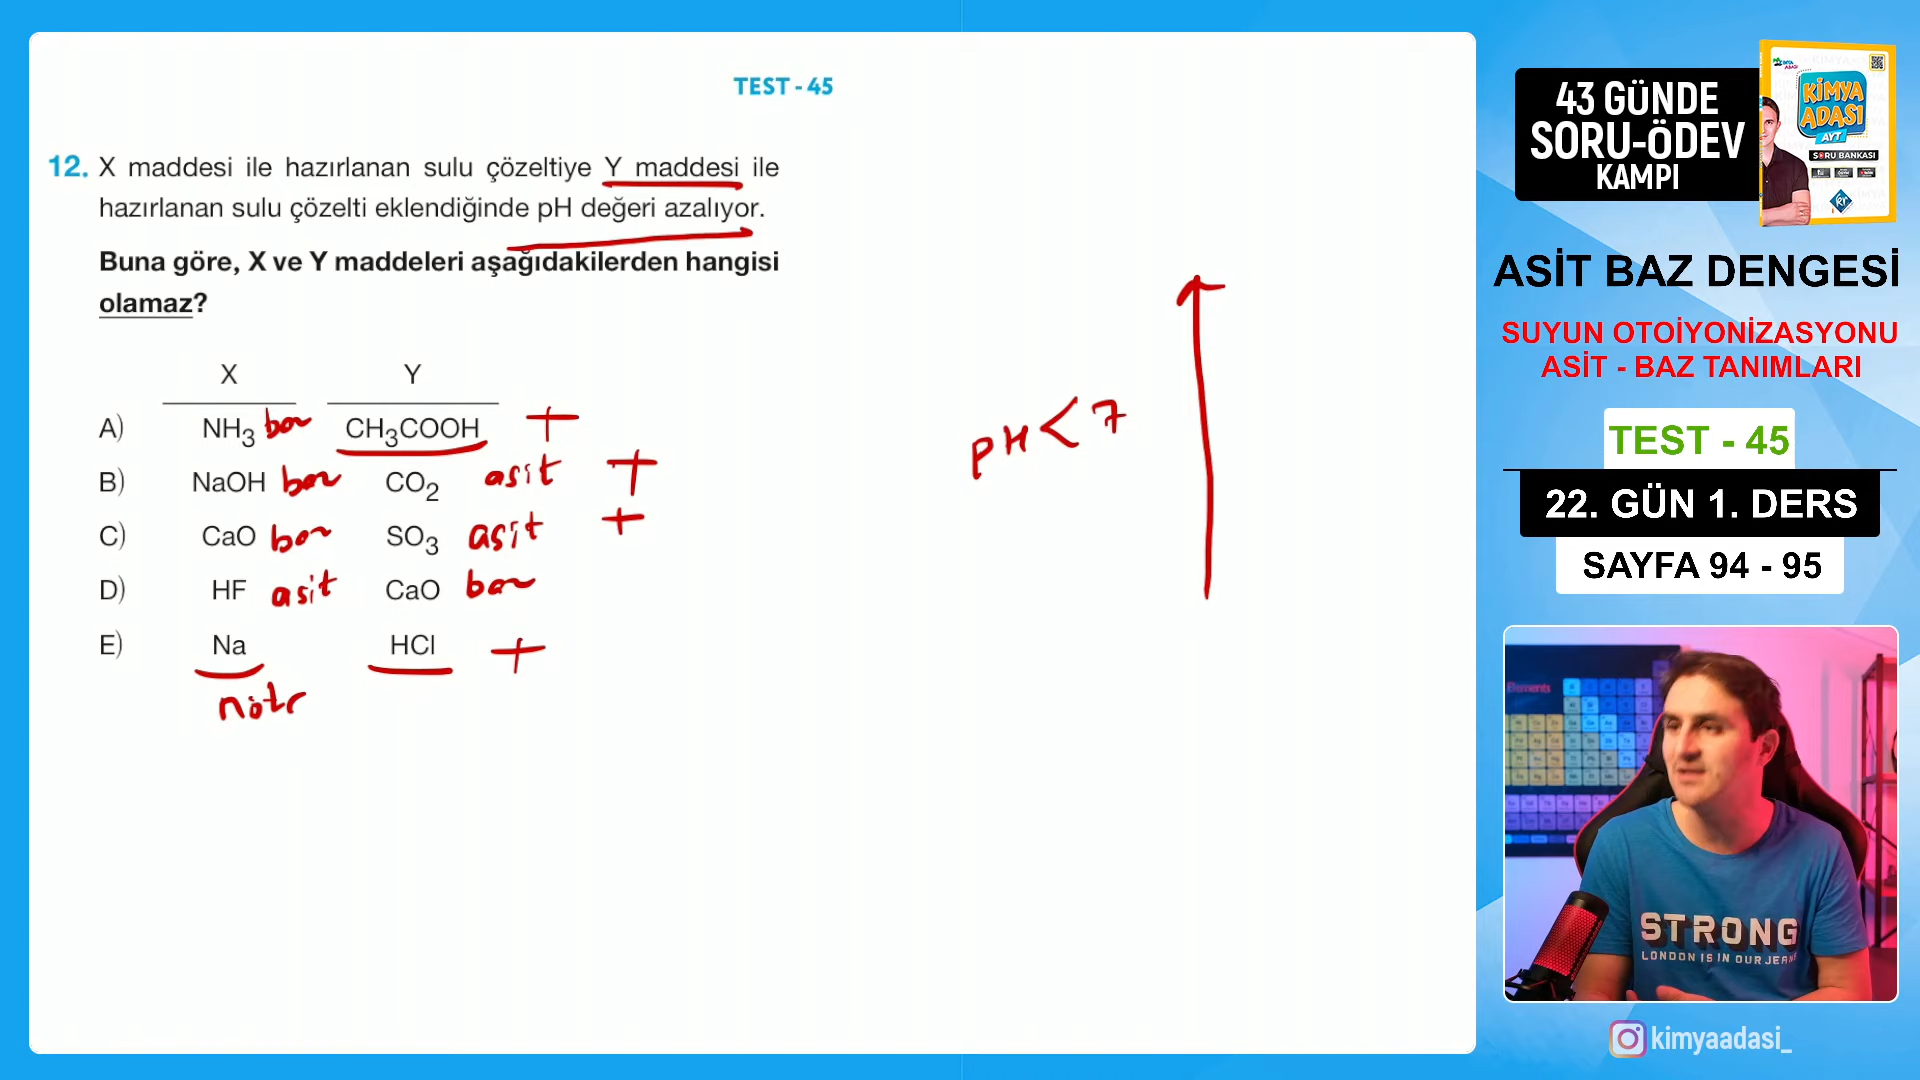 TEST - 45
12. X maddesi ile hazırlanan sulu çözeltiye Y maddesi ile
hazırlanan sulu çözelti eklendiğinde pH değeri azalıyor.
Buna göre, X ve Y maddeleri aşağıdakilerden hangisi
olamaz?
X Y
A) NH3 baz CH3COOH +
B) NaOH baz CO2 asit +
C) CaO baz SO3 asit +
D) HF asit CaO baz
E) Na HCl +
nötr
pH < 7
43 GÜNDE
SORU-ÖDEV
KAMPI
KİMYA
ADASI
AYT
SORU BANKASI
ASİT BAZ DENGESİ
SUYUN OTOİYONİZASYONU
ASİT - BAZ TANIMLARI
TEST - 45
22. GÜN 1. DERS
SAYFA 94 - 95
Elements
STRONG
LONDON IS IN OUR JEANS
kimyaadasi_